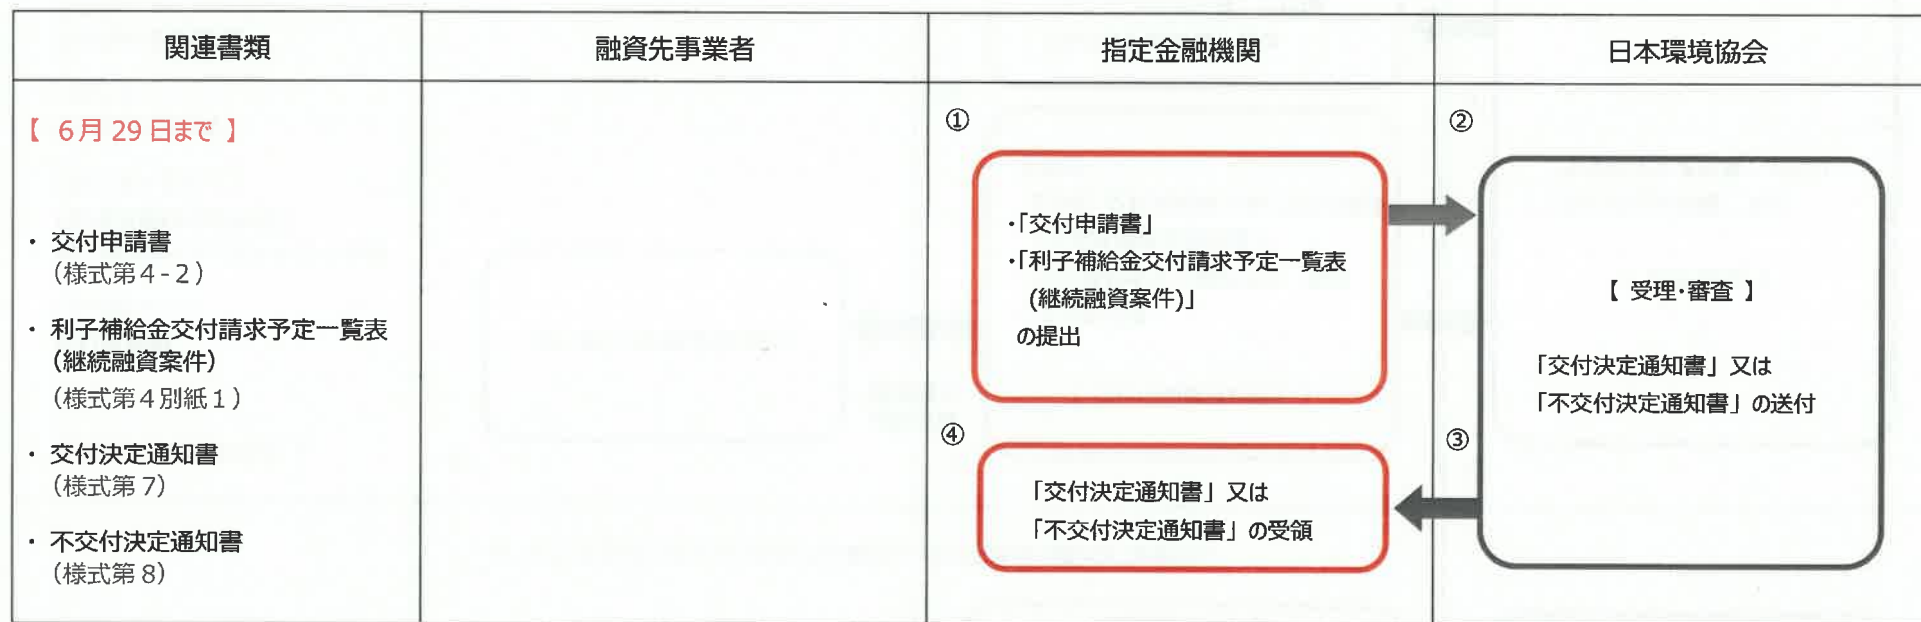 関連書類
融資先事業者
指定金融機関
日本環境協会
【 6月29日まで 】
・ 交付申請書
（様式第４-２）
・ 利子補給金交付請求予定一覧表
（継続融資案件）
（様式第４別紙１）
・ 交付決定通知書
（様式第７）
・ 不交付決定通知書
（様式第８）
①
・「交付申請書」
・「利子補給金交付請求予定一覧表
(継続融資案件)」
の提出
④
「交付決定通知書」又は
「不交付決定通知書」の受領
②
【 受理・審査 】
「交付決定通知書」又は
「不交付決定通知書」の送付
③